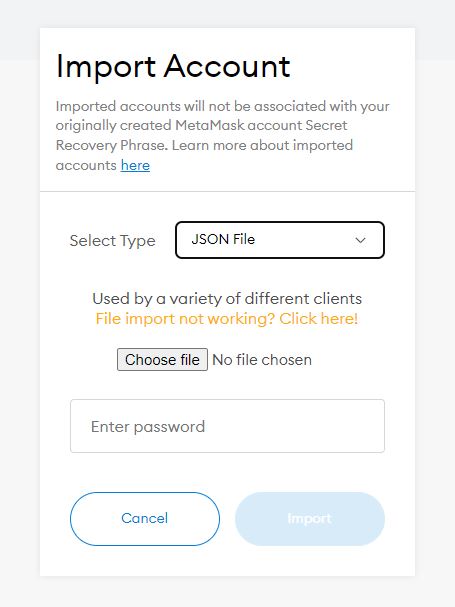 Import Account
Imported accounts will not be associated with your
originally created MetaMask account Secret
Recovery Phrase. Learn more about imported
accounts here
Select Type JSON File
Used by a variety of different clients
File import not working? Click here!
Choose file No file chosen
Enter password
Cancel Import